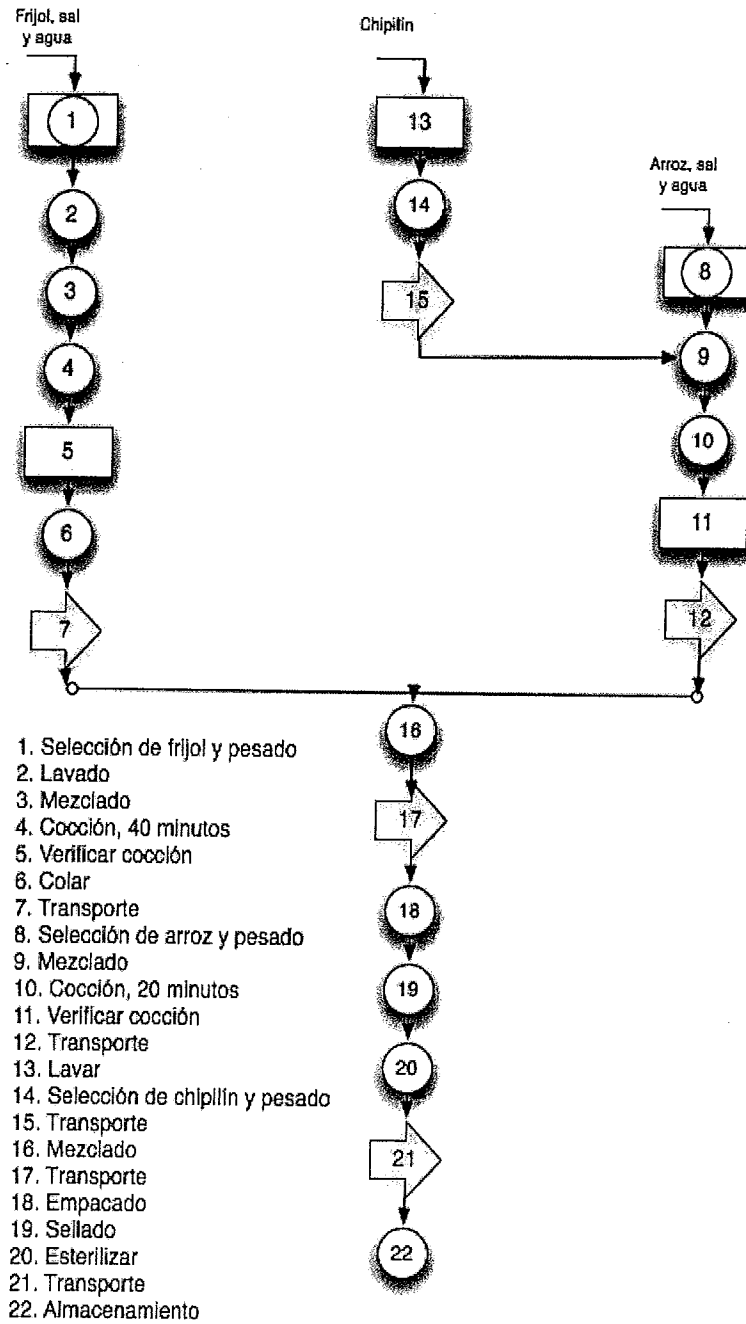 Frijol, sal
y agua
Chipilín
1
13
Arroz, sal
y agua
2
14
8
3
15
9
4
10
5
11
6
12
7
16
17
18
19
20
21
22
1. Selección de frijol y pesado
2. Lavado
3. Mezclado
4. Cocción, 40 minutos
5. Verificar cocción
6. Colar
7. Transporte
8. Selección de arroz y pesado
9. Mezclado
10. Cocción, 20 minutos
11. Verificar cocción
12. Transporte
13. Lavar
14. Selección de chipilín y pesado
15. Transporte
16. Mezclado
17. Transporte
18. Empacado
19. Sellado
20. Esterilizar
21. Transporte
22. Almacenamiento